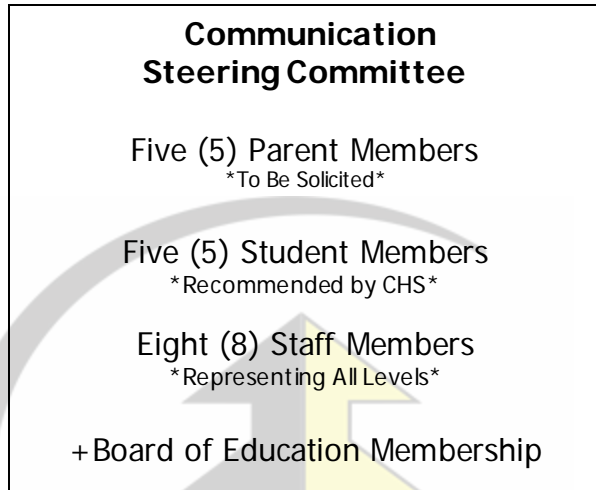 Communication
Steering Committee
Five (5) Parent Members
*To Be Solicited*
Five (5) Student Members
*Recommended by CHS*
Eight (8) Staff Members
*Representing All Levels*
+Board of Education Membership